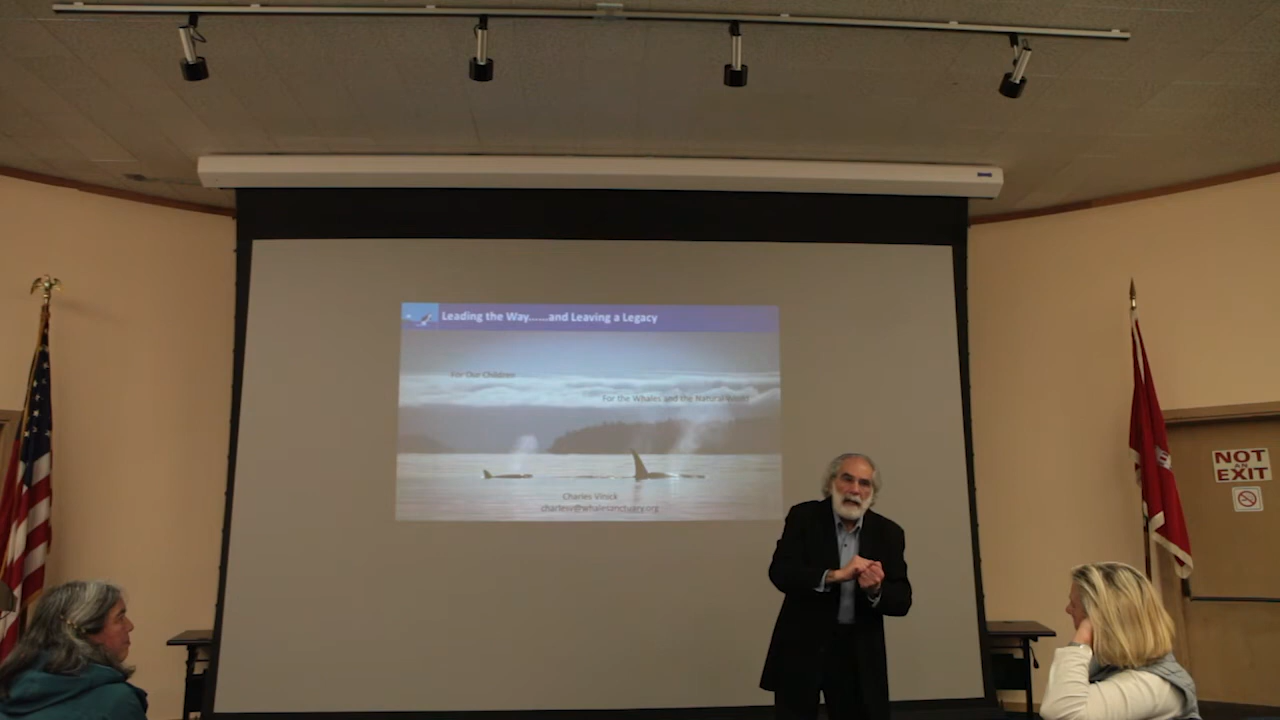 Leading the Way......and Leaving a Legacy
For Our Children
For the Whales and the Natural World
Charles Vinick
charles@whalesanctuary.org
NOT
AN
EXIT